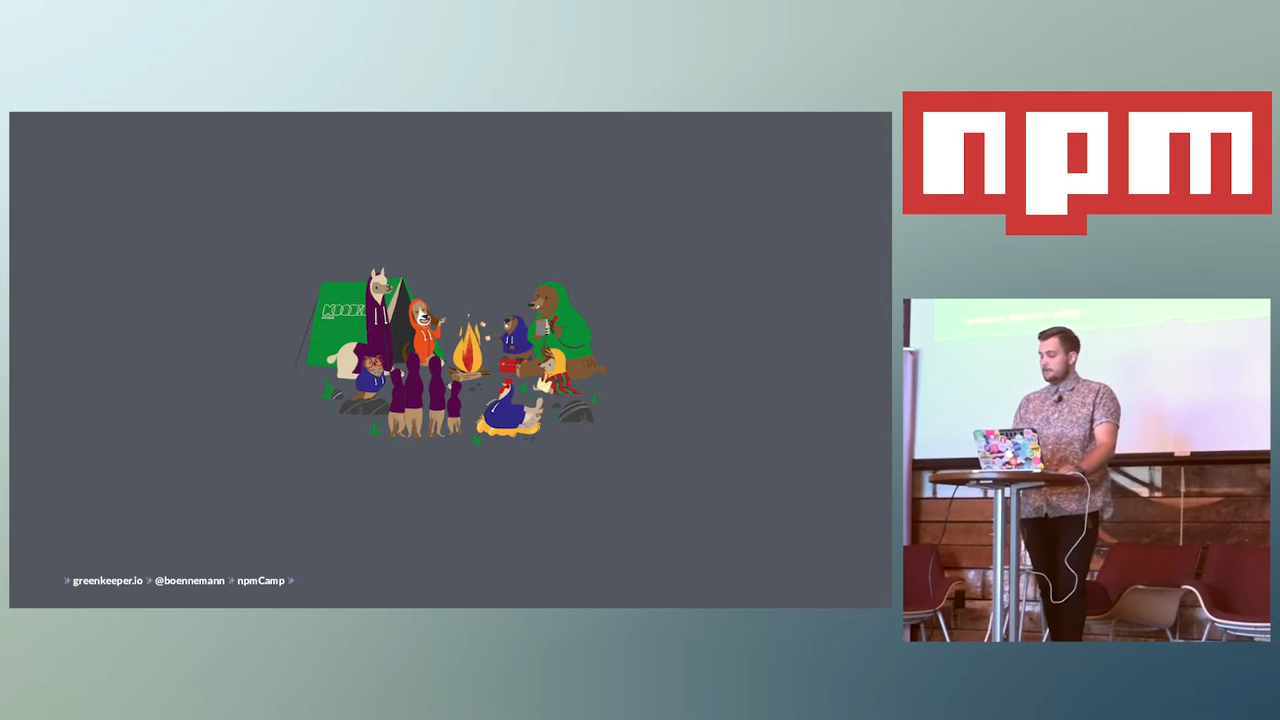 npm
✨ greenkeeper.io ✨ @boennemann ✨ npmCamp ✨